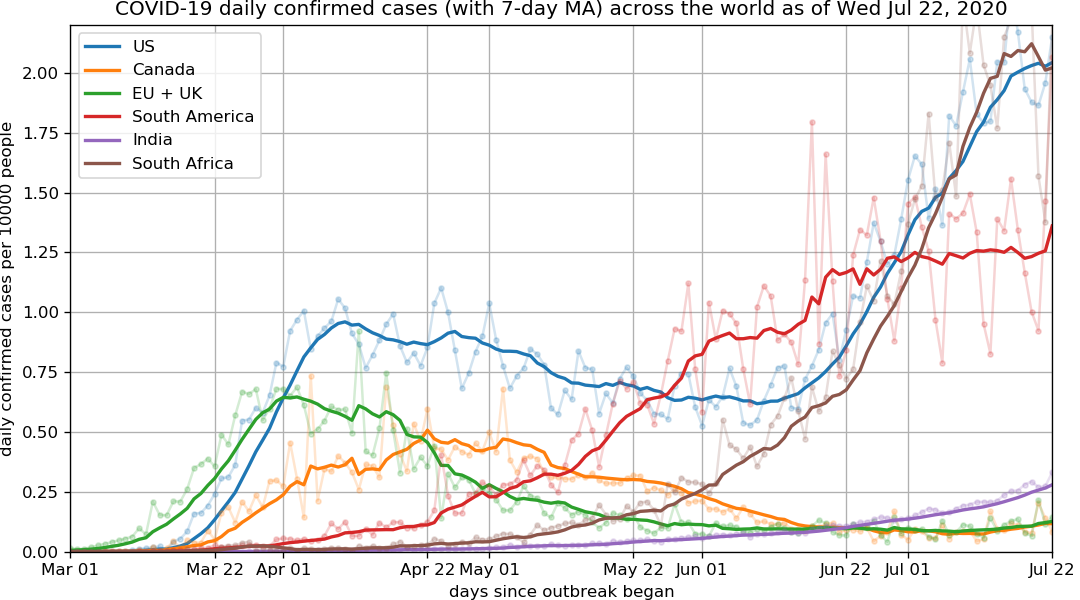 COVID-19 daily confirmed cases (with 7-day MA) across the world as of Wed Jul 22, 2020
US
Canada
EU + UK
South America
India
South Africa
daily confirmed cases per 10000 people
2.00
1.75
1.50
1.25
1.00
0.75
0.50
0.25
0.00
Mar 01 Mar 22 Apr 01 Apr 22 May 01 May 22 Jun 01 Jun 22 Jul 01 Jul 22
days since outbreak began